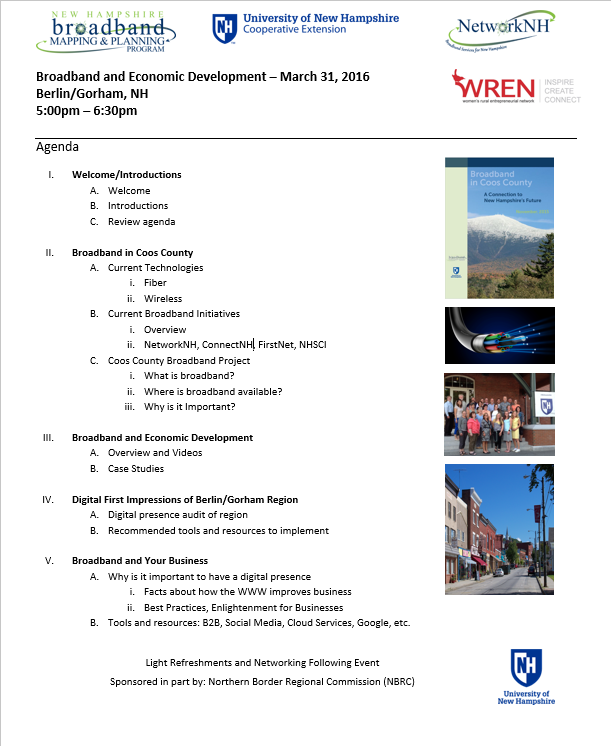 NEW HAMPSHIRE
broadband
MAPPING & PLANNING
PROGRAM
NH
University of New Hampshire
Cooperative Extension
NETWORKNH
Broadband Services for New Hampshire
Broadband and Economic Development – March 31, 2016
Berlin/Gorham, NH
5:00pm – 6:30pm
WREN
women's rural entrepreneurial network
INSPIRE
CREATE
CONNECT
Agenda
I. Welcome/Introductions
A. Welcome
B. Introductions
C. Review agenda
II. Broadband in Coos County
A. Current Technologies
i. Fiber
ii. Wireless
B. Current Broadband Initiatives
i. Overview
ii. NetworkNH, ConnectNH, FirstNet, NHSCI
C. Coos County Broadband Project
i. What is broadband?
ii. Where is broadband available?
iii. Why is it Important?
III. Broadband and Economic Development
A. Overview and Videos
B. Case Studies
IV. Digital First Impressions of Berlin/Gorham Region
A. Digital presence audit of region
B. Recommended tools and resources to implement
V. Broadband and Your Business
A. Why is it important to have a digital presence
i. Facts about how the WWW improves business
ii. Best Practices, Enlightenment for Businesses
B. Tools and resources: B2B, Social Media, Cloud Services, Google, etc.
Broadband
in Coos County
A Connection to
New Hampshire's Future
NH
Light Refreshments and Networking Following Event
Sponsored in part by: Northern Border Regional Commission (NBRC)
NH
University of
New Hampshire